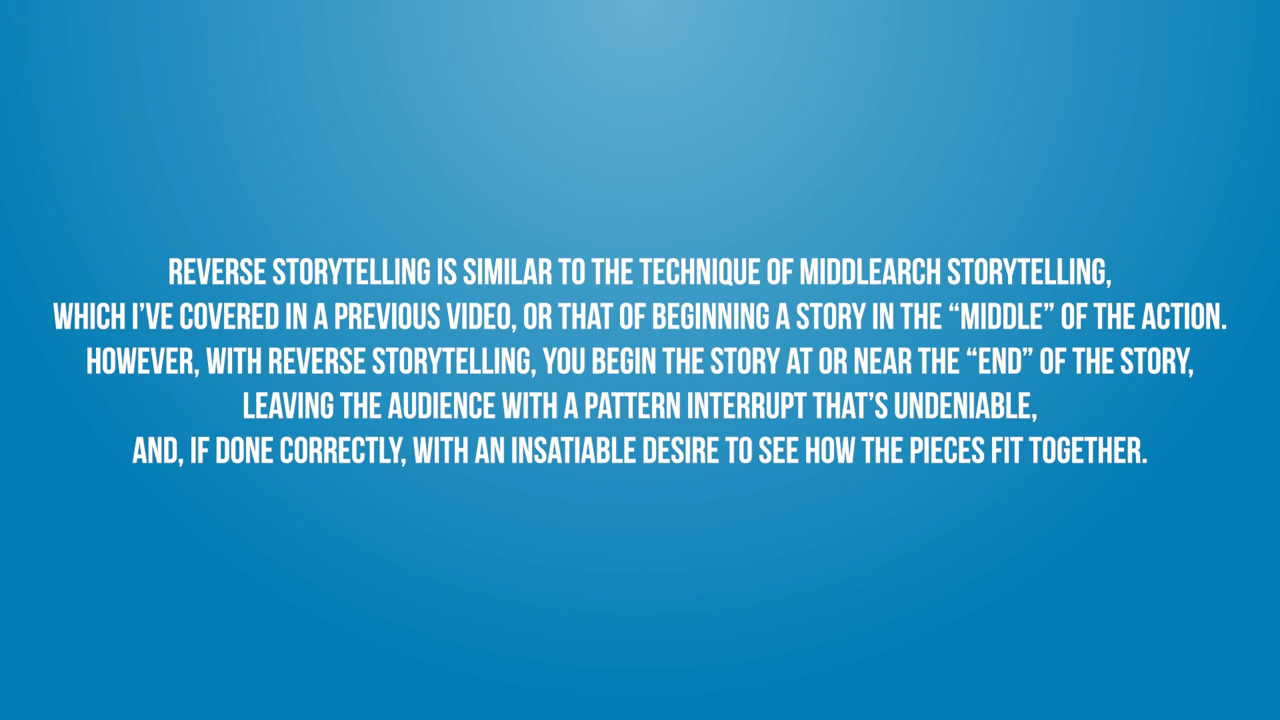 REVERSE STORYTELLING IS SIMILAR TO THE TECHNIQUE OF MIDDLEARCH STORYTELLING,
WHICH I’VE COVERED IN A PREVIOUS VIDEO, OR THAT OF BEGINNING A STORY IN THE “MIDDLE” OF THE ACTION.
HOWEVER, WITH REVERSE STORYTELLING, YOU BEGIN THE STORY AT OR NEAR THE “END” OF THE STORY,
LEAVING THE AUDIENCE WITH A PATTERN INTERRUPT THAT’S UNDENIABLE,
AND, IF DONE CORRECTLY, WITH AN INSATIABLE DESIRE TO SEE HOW THE PIECES FIT TOGETHER.